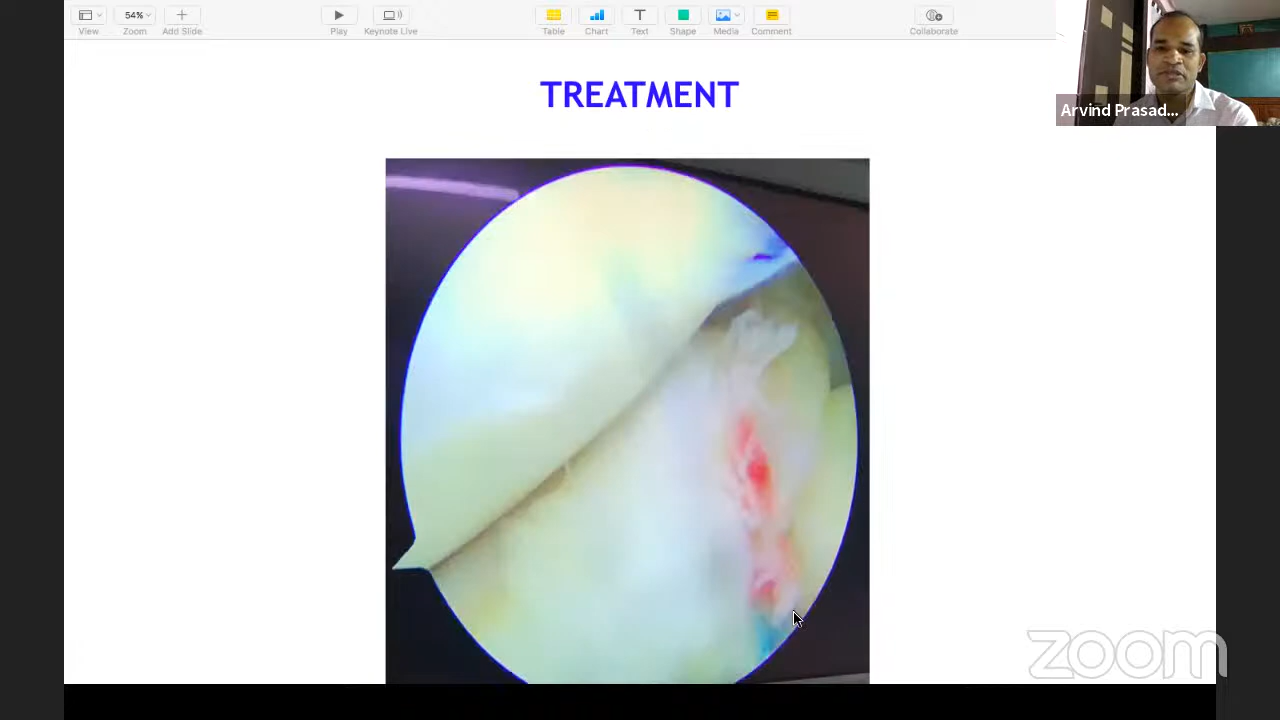 54%
View
Zoom
Add Slide
Play
Keynote Live
Table
Chart
Text
Shape
Media
Comment
Collaborate
TREATMENT
Arvind Prasad...
zoom